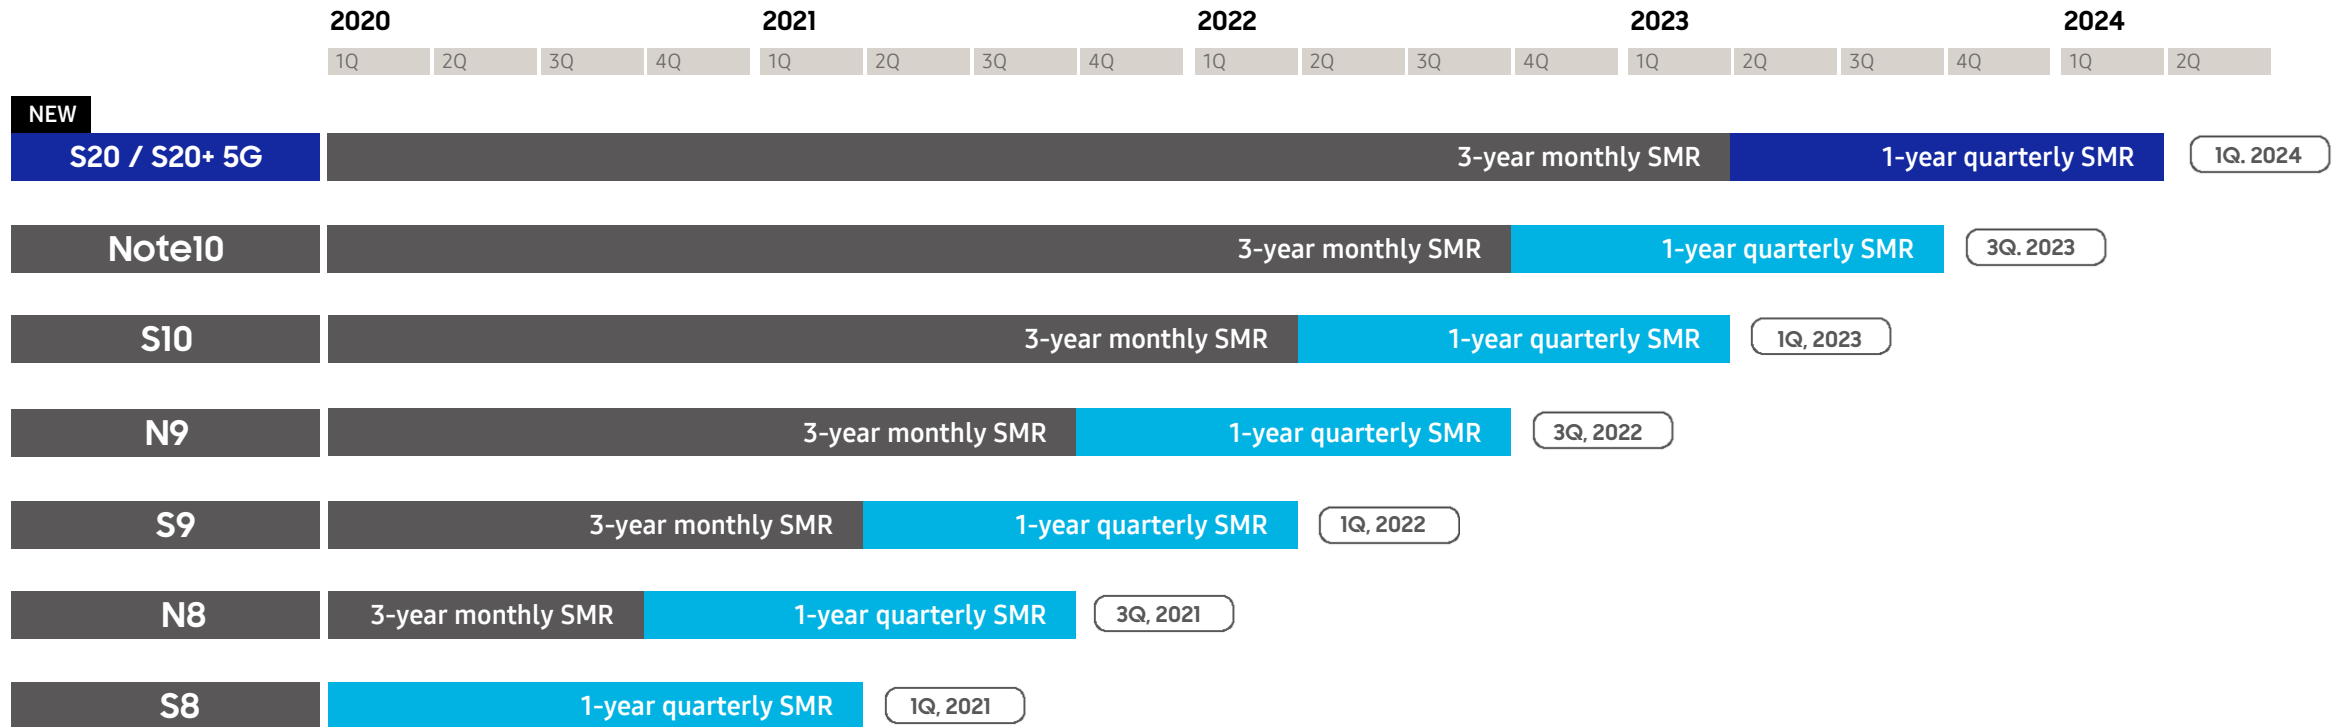 2020 2021 2022 2023 2024
1Q 2Q 3Q 4Q 1Q 2Q 3Q 4Q 1Q 2Q 3Q 4Q 1Q 2Q 3Q 4Q 1Q 2Q
NEW
S20 / S20+ 5G 3-year monthly SMR 1-year quarterly SMR 1Q. 2024
Note10 3-year monthly SMR 1-year quarterly SMR 3Q. 2023
S10 3-year monthly SMR 1-year quarterly SMR 1Q, 2023
N9 3-year monthly SMR 1-year quarterly SMR 3Q, 2022
S9 3-year monthly SMR 1-year quarterly SMR 1Q, 2022
N8 3-year monthly SMR 1-year quarterly SMR 3Q, 2021
S8 1-year quarterly SMR 1Q, 2021